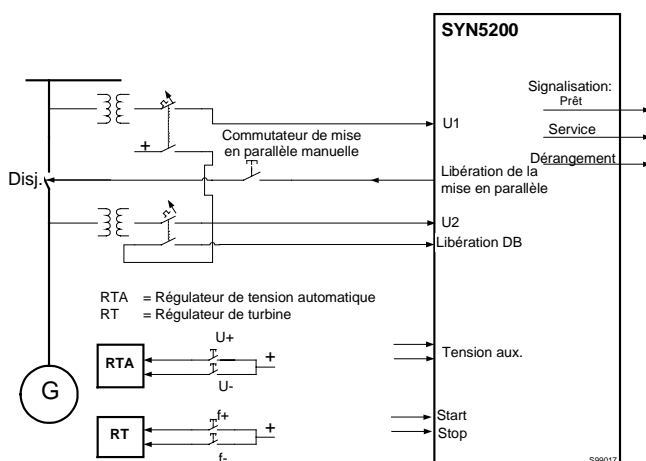 SYN5200
Signalisation:
Prêt
Service
Dérangement
U1
Commutateur de mise
en parallèle manuelle
+
Disj.
Libération de la
mise en parallèle
U2
Libération DB
RTA = Régulateur de tension automatique
RT = Régulateur de turbine
U+
+
RTA
U-
Tension aux.
G
f+
+
RT
f-
Start
Stop
S99017